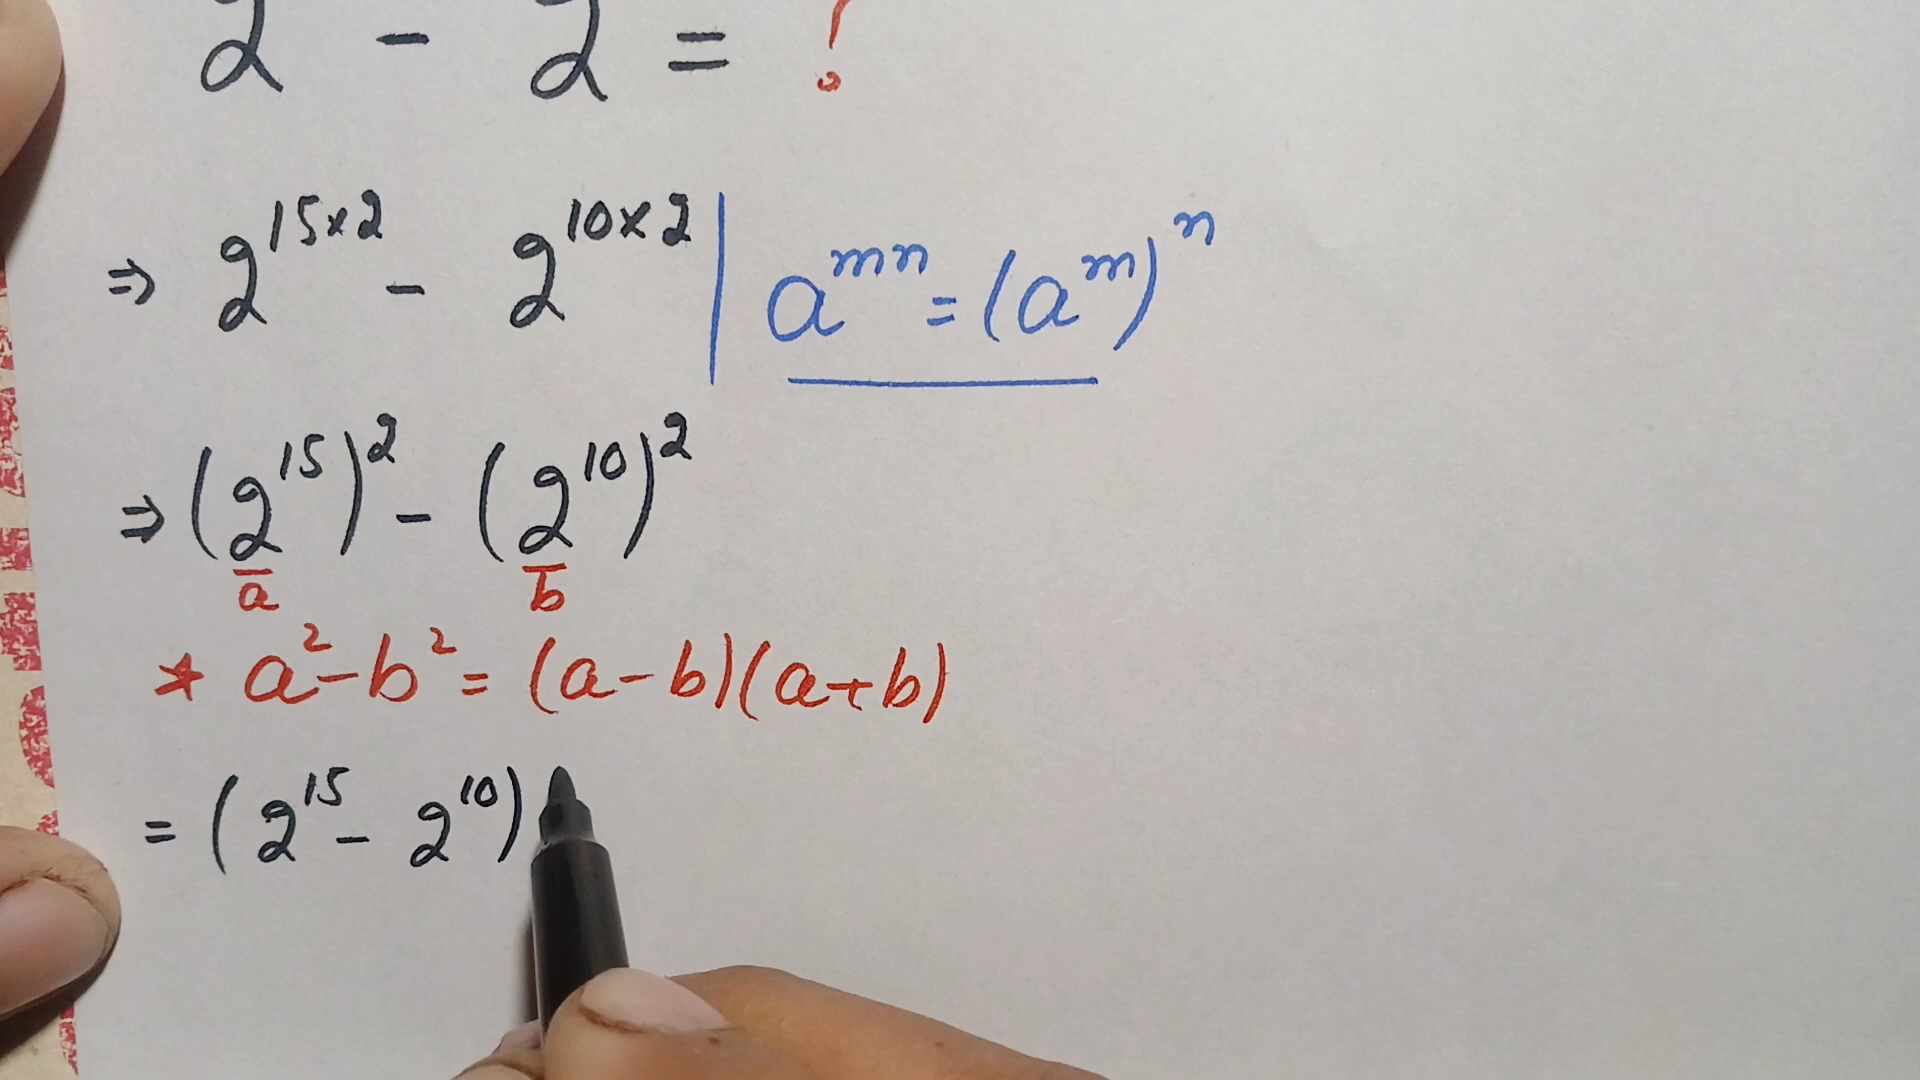 2 - 2 = ?
⇒ 2^{15×2} - 2^{10×2} | a^{mn} = (a^m)^n
⇒ (2^{15})^2 - (2^{10})^2
a b
* a^2 - b^2 = (a - b)(a + b)
= (2^{15} - 2^{10})